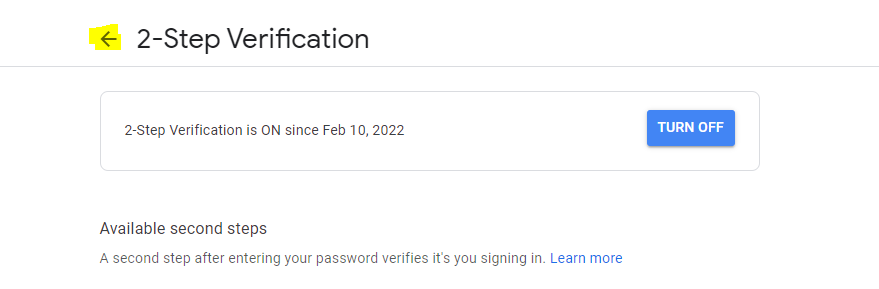 2-Step Verification
2-Step Verification is ON since Feb 10, 2022
TURN OFF
Available second steps
A second step after entering your password verifies it's you signing in. Learn more